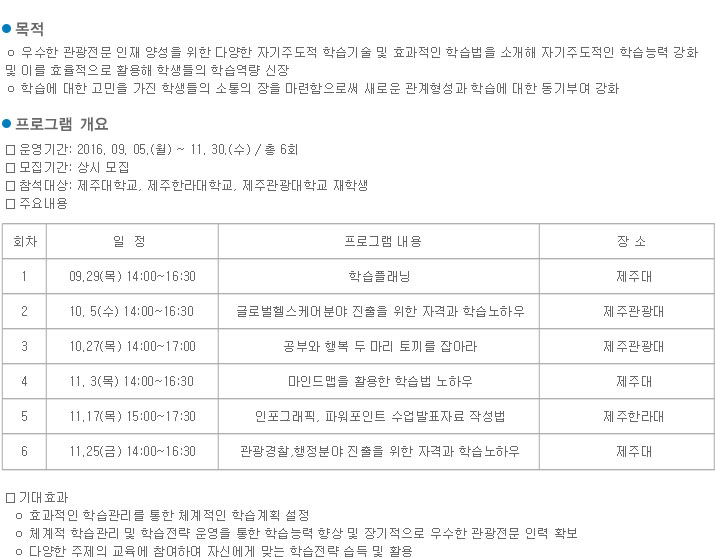 ● 목적
○ 우수한 관광전문 인재 양성을 위한 다양한 자기주도적 학습기술 및 효과적인 학습법을 소개해 자기주도적인 학습능력 강화
및 이를 효율적으로 활용해 학생들의 학습역량 신장
○ 학습에 대한 고민을 가진 학생들의 소통의 장을 마련함으로써 새로운 관계형성과 학습에 대한 동기부여 강화
● 프로그램 개요
□ 운영기간: 2016. 09. 05.(월) ~ 11. 30.(수) / 총 6회
□ 모집기간: 상시 모집
□ 참석대상: 제주대학교, 제주한라대학교, 제주관광대학교 재학생
□ 주요내용
회차 일 정 프로그램 내용 장 소
1 09.29(목) 14:00~16:30 학습플래닝 제주대
2 10. 5(수) 14:00~16:30 글로벌헬스케어분야 진출을 위한 자격과 학습노하우 제주관광대
3 10.27(목) 14:00~17:00 공부와 행복 두 마리 토끼를 잡아라 제주관광대
4 11. 3(목) 14:00~16:30 마인드맵을 활용한 학습법 노하우 제주대
5 11.17(목) 15:00~17:30 인포그래픽, 파워포인트 수업발표자료 작성법 제주한라대
6 11.25(금) 14:00~16:30 관광경찰,행정분야 진출을 위한 자격과 학습노하우 제주대
□ 기대효과
○ 효과적인 학습관리를 통한 체계적인 학습계획 설정
○ 체계적 학습관리 및 학습전략 운영을 통한 학습능력 향상 및 장기적으로 우수한 관광전문 인력 확보
○ 다양한 주제의 교육에 참여하여 자신에게 맞는 학습전략 습득 및 활용